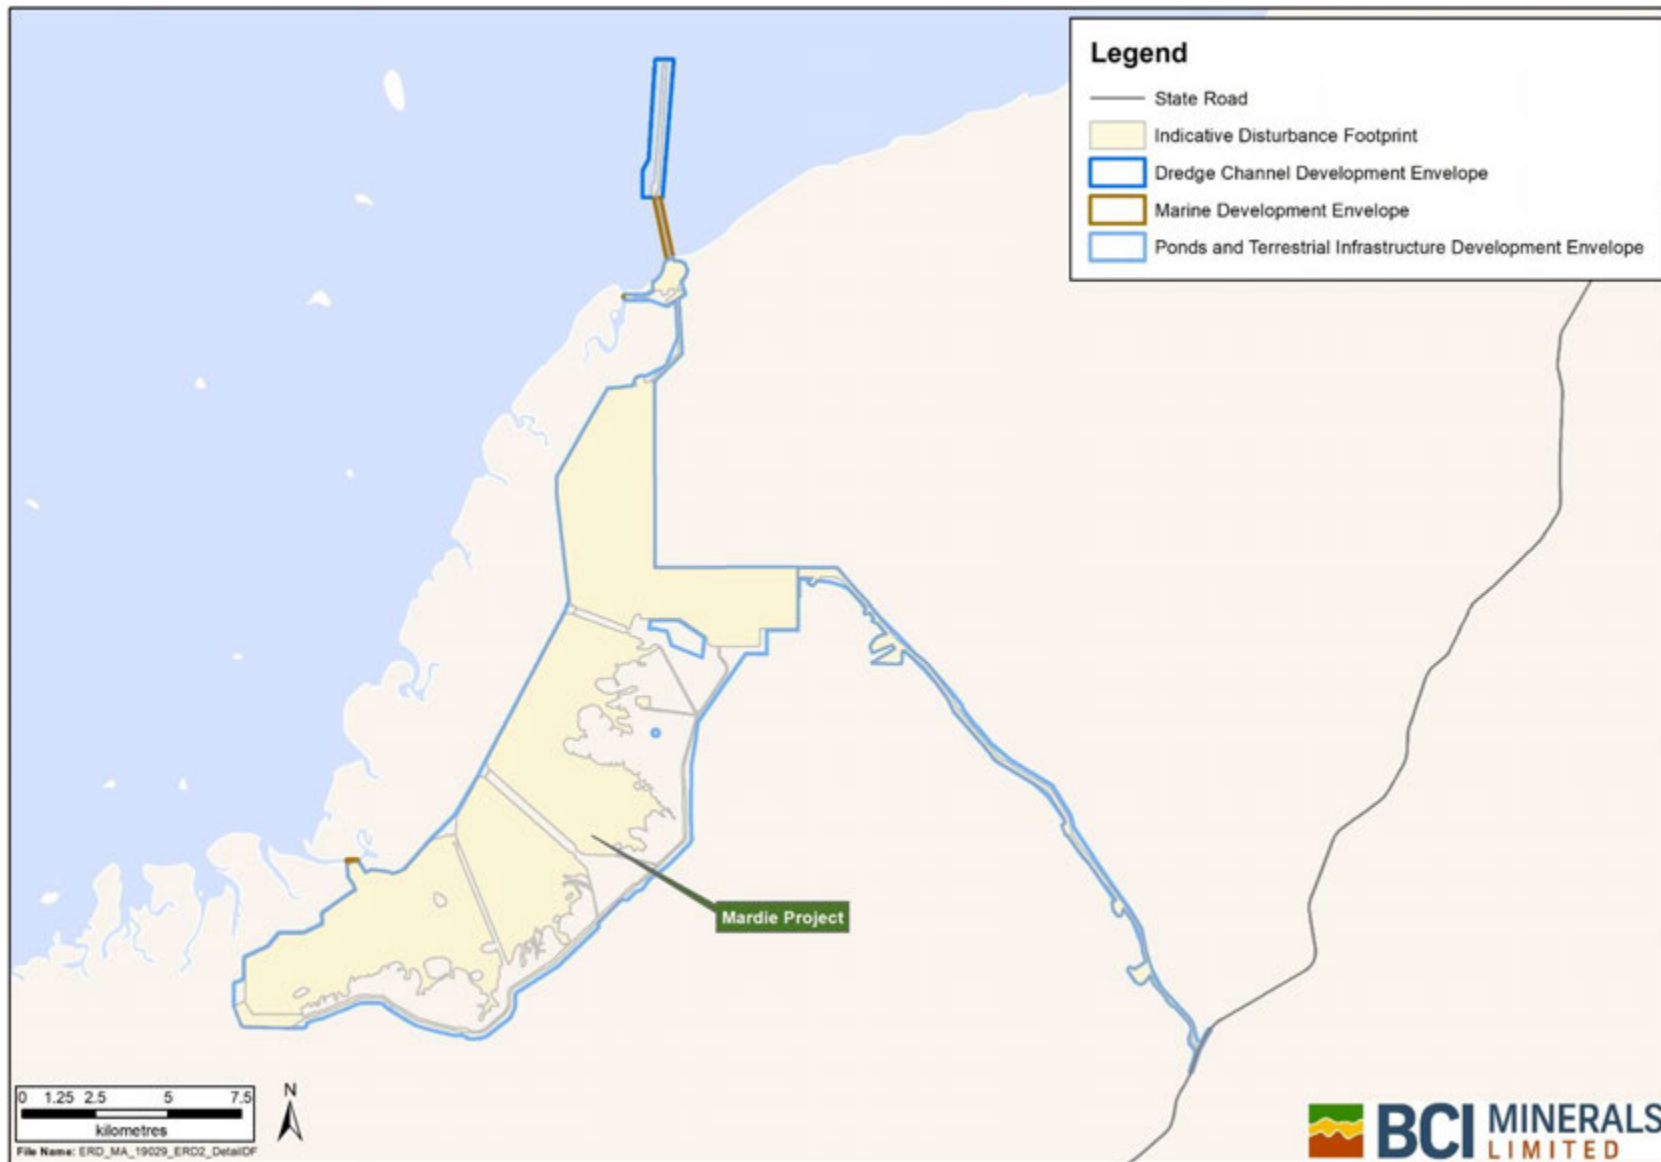 Legend
State Road
Indicative Disturbance Footprint
Dredge Channel Development Envelope
Marine Development Envelope
Ponds and Terrestrial Infrastructure Development Envelope
Mardie Project
0 1.25 2.5 5 7.5
kilometres
N
File Name: ERD_MA_19029_ERD2_DetailDF
BCI MINERALS
LIMITED